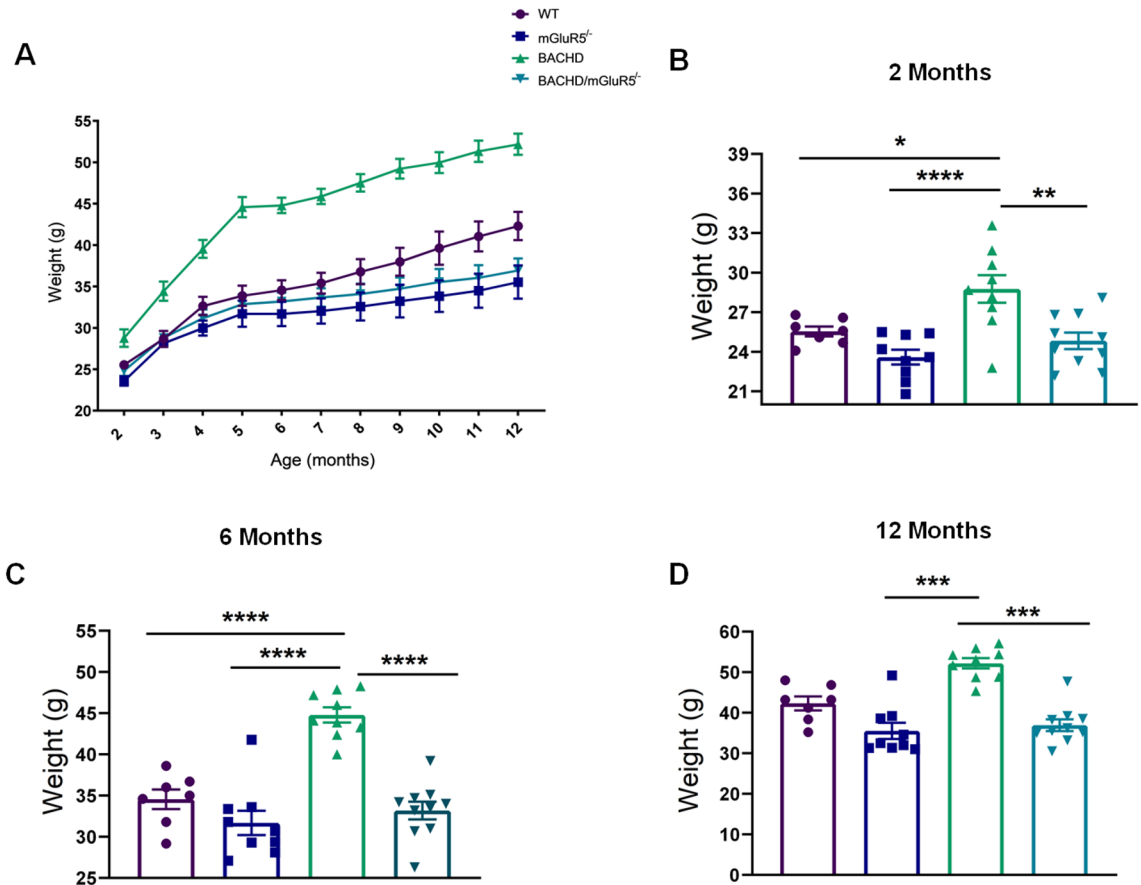 WT
mGluR5⁻/⁻
BACHD
BACHD/mGluR5⁻/⁻
A
Weight (g)
55
50
45
40
35
30
25
20
2 3 4 5 6 7 8 9 10 11 12
Age (months)
B
2 Months
Weight (g)
39
36
33
30
27
24
21
*
****
**
C
6 Months
Weight (g)
55
50
45
40
35
30
25
****
**** ****
D
12 Months
Weight (g)
60
50
40
30
20
10
0
***
***